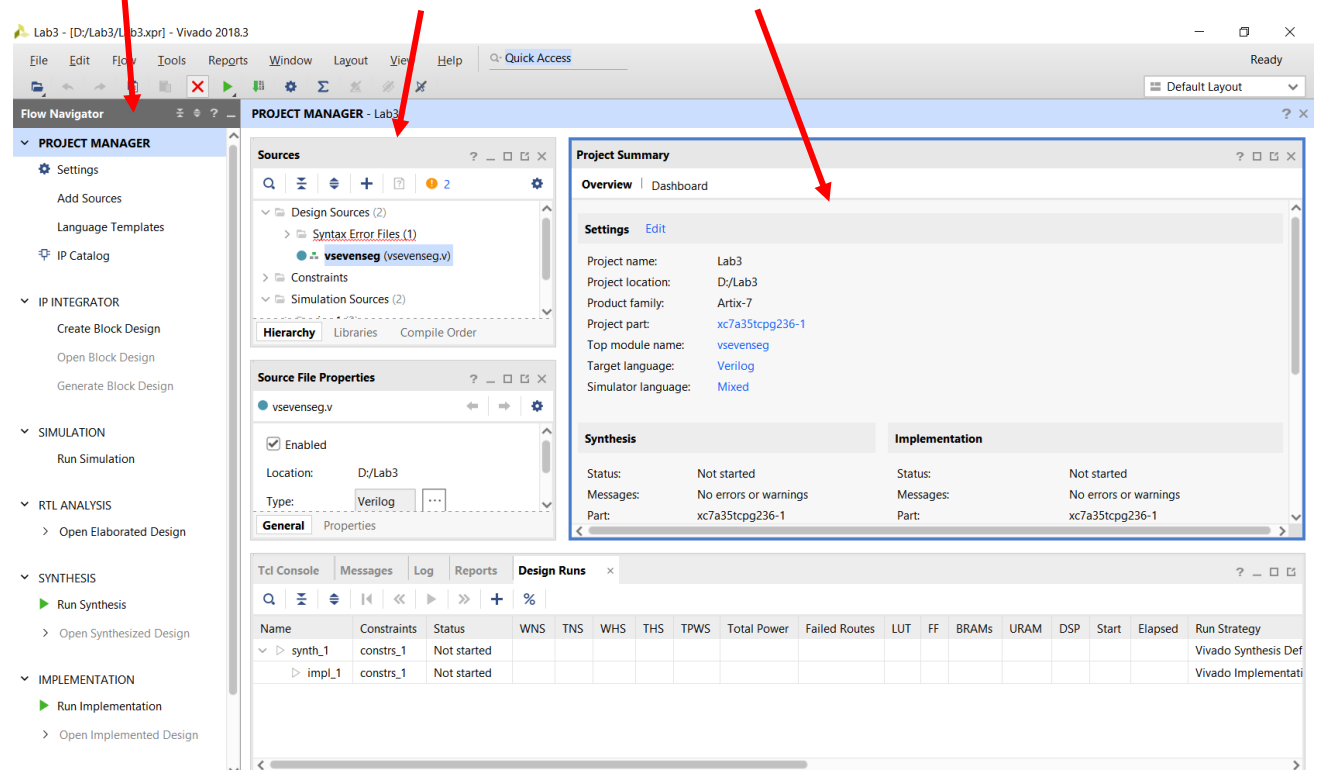 Lab3 - [D:/Lab3/Lab3.xpr] - Vivado 2018.3
File Edit Flow Tools Reports Window Layout View Help Quick Access
Ready
Default Layout
Flow Navigator
PROJECT MANAGER - Lab3
PROJECT MANAGER
Settings
Add Sources
Language Templates
IP Catalog
IP INTEGRATOR
Create Block Design
Open Block Design
Generate Block Design
SIMULATION
Run Simulation
RTL ANALYSIS
Open Elaborated Design
SYNTHESIS
Run Synthesis
Open Synthesized Design
IMPLEMENTATION
Run Implementation
Open Implemented Design
Sources
2
Design Sources (2)
Syntax Error Files (1)
vsevenseg (vsevenseg.v)
Constraints
Simulation Sources (2)
Hierarchy Libraries Compile Order
Source File Properties
vsevenseg.v
Enabled
Location: D:/Lab3
Type: Verilog
General Properties
Project Summary
Overview Dashboard
Settings Edit
Project name: Lab3
Project location: D:/Lab3
Product family: Artix-7
Project part: xc7a35tcpg236-1
Top module name: vsevenseg
Target language: Verilog
Simulator language: Mixed
Synthesis
Status: Not started
Messages: No errors or warnings
Part: xc7a35tcpg236-1
Implementation
Status: Not started
Messages: No errors or warnings
Part: xc7a35tcpg236-1
Tcl Console Messages Log Reports Design Runs
Name Constraints Status WNS TNS WHS THS TPWS Total Power Failed Routes LUT FF BRAMs URAM DSP Start Elapsed Run Strategy
synth_1 constrs_1 Not started Vivado Synthesis Def
impl_1 constrs_1 Not started Vivado Implementati